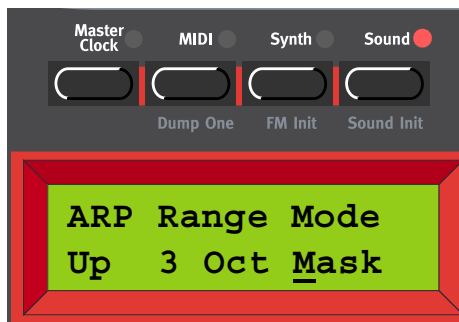 Master Clock MIDI Synth Sound
Dump One FM Init Sound Init
ARP Range Mode
Up 3 Oct Mask